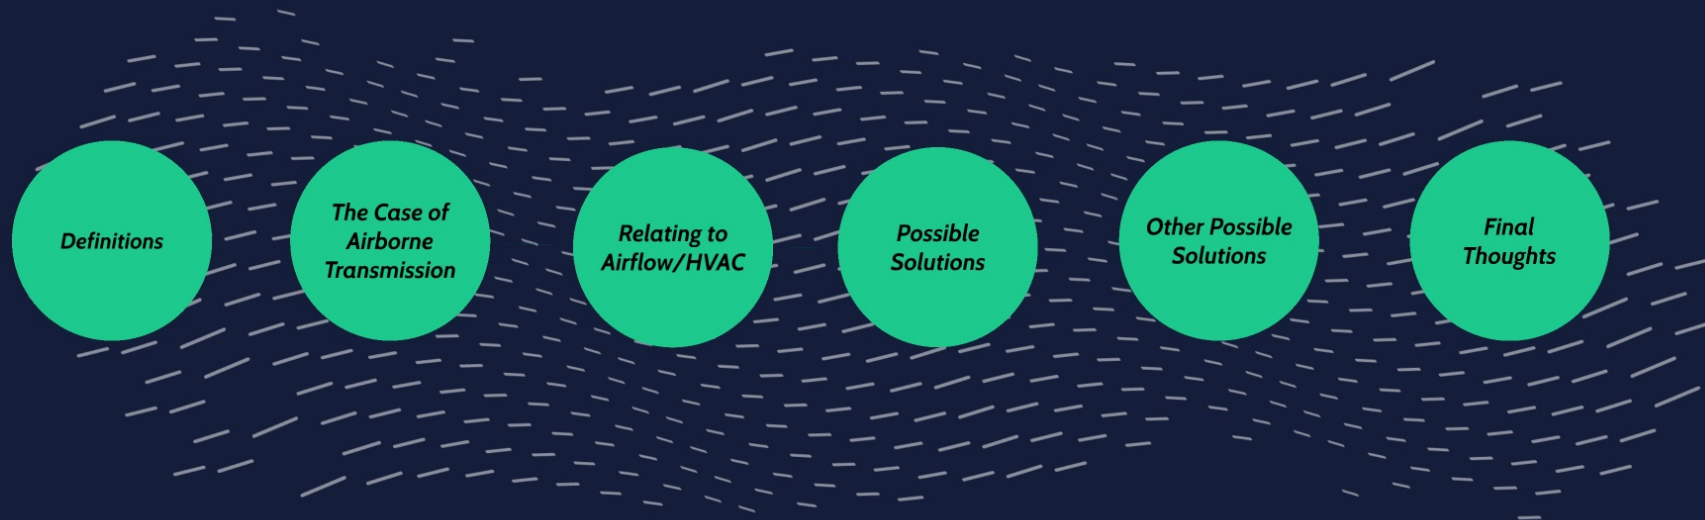 Definitions
The Case of
Airborne
Transmission
Relating to
Airflow/HVAC
Possible
Solutions
Other Possible
Solutions
Final
Thoughts